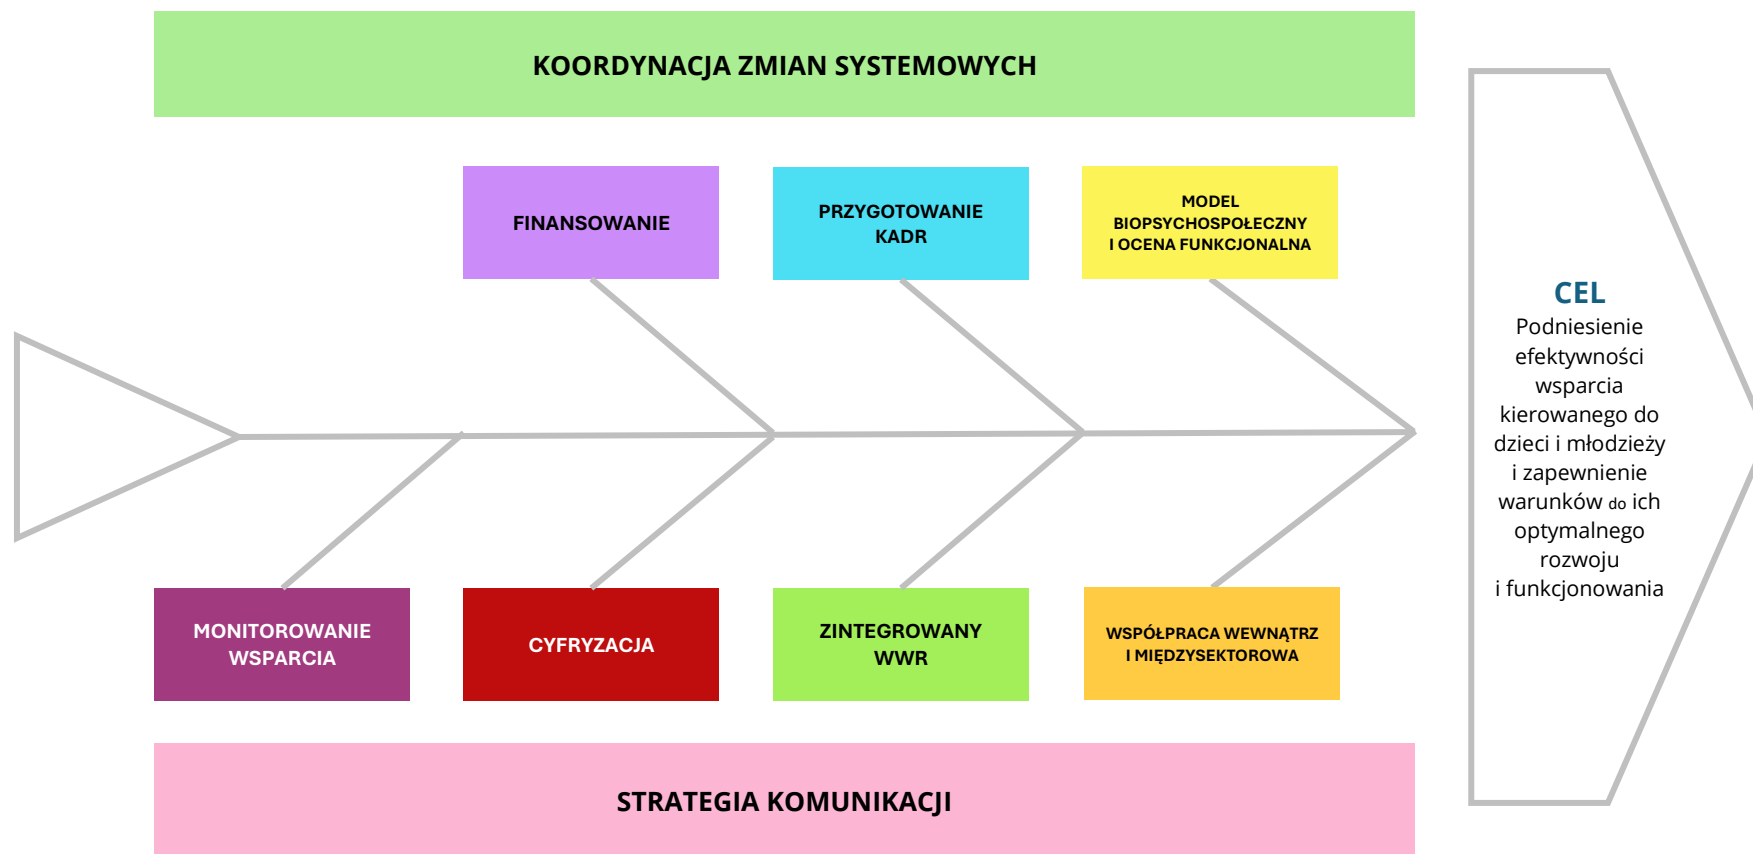 KOORDYNACJA ZMIAN SYSTEMOWYCH
FINANSOWANIE
PRZYGOTOWANIE
KADR
MODEL
BIOPSYCHOSPOŁECZNY
I OCENA FUNKCJONALNA
CEL
Podniesienie
efektywności
wsparcia
kierowanego do
dzieci i młodzieży
i zapewnienie
warunków do ich
optymalnego
rozwoju
i funkcjonowania
MONITOROWANIE
WSPARCIA
CYFRYZACJA
ZINTEGROWANY
WWR
WSPÓŁPRACA WEWNĄTRZ
I MIĘDZYSEKTOROWA
STRATEGIA KOMUNIKACJI